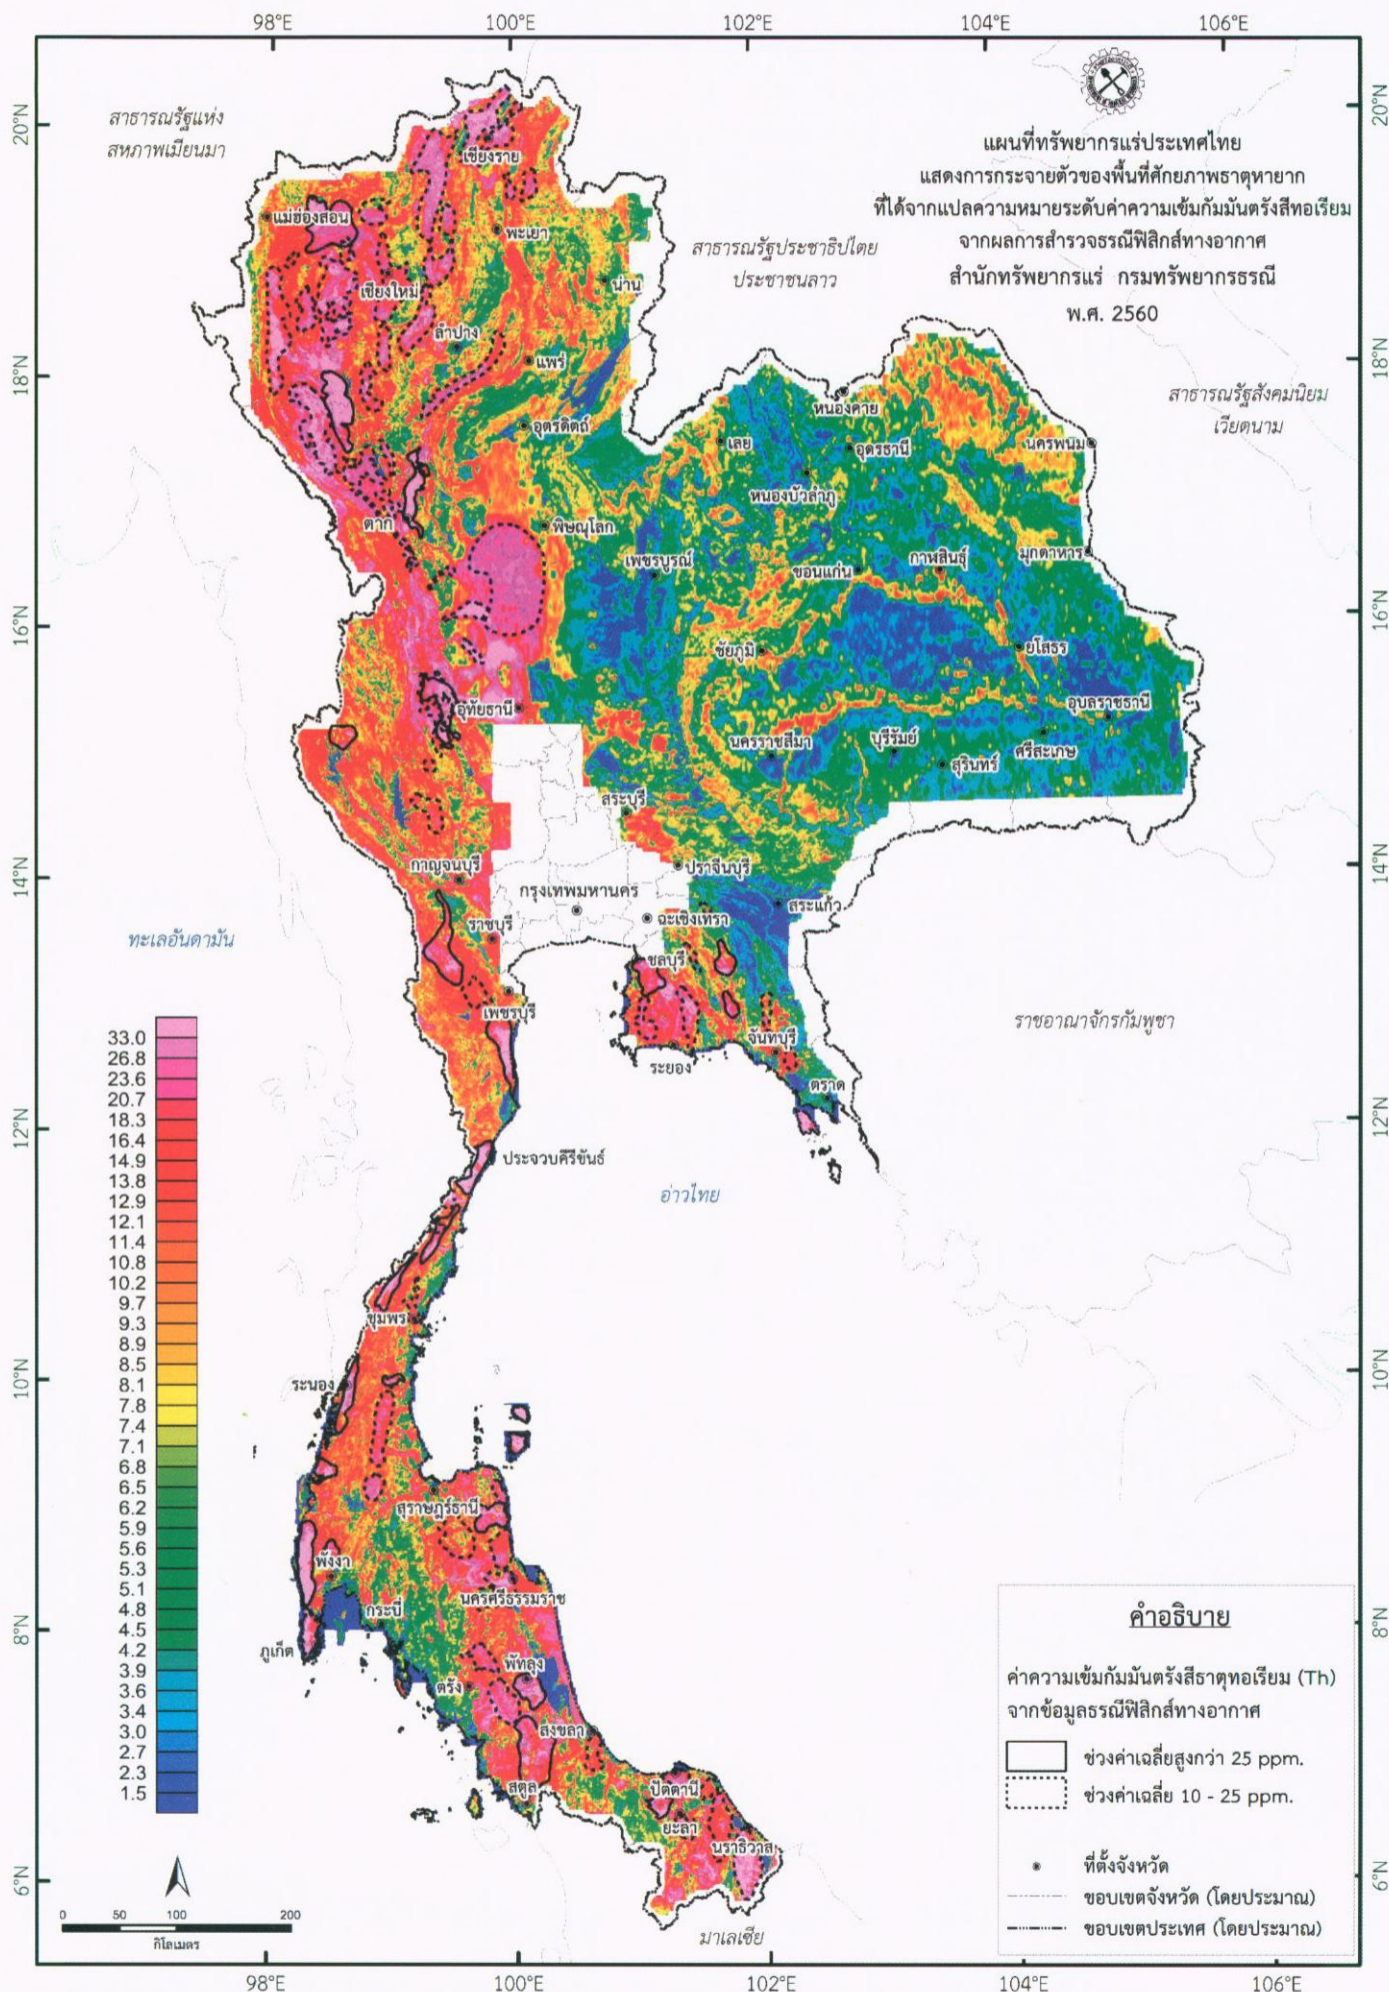 98°E 100°E 102°E 104°E 106°E
20°N 20°N
สาธารณรัฐแห่ง
สหภาพเมียนมา
แผนที่ทรัพยากรแร่ประเทศไทย
แสดงการกระจายตัวของพื้นที่ศักยภาพธาตุหายาก
ที่ได้จากแปลความหมายระดับค่าความเข้มกัมมันตรังสีทอเรียม
จากผลการสำรวจธรณีฟิสิกส์ทางอากาศ
สำนักทรัพยากรแร่ กรมทรัพยากรธรณี
พ.ศ. 2560
เชียงราย
แม่ฮ่องสอน
พะเยา
สาธารณรัฐประชาธิปไตย
ประชาชนลาว
เชียงใหม่
น่าน
ลำปาง
แพร่
18°N 18°N
สาธารณรัฐสังคมนิยม
เวียดนาม
หนองคาย
อุตรดิตถ์
เลย
อุดรธานี
นครพนม
หนองบัวลำภู
ตาก
พิษณุโลก
เพชรบูรณ์
ขอนแก่น
กาฬสินธุ์
มุกดาหาร
16°N 16°N
ชัยภูมิ
ยโสธร
อุทัยธานี
อุบลราชธานี
นครราชสีมา
บุรีรัมย์
สุรินทร์
ศรีสะเกษ
สระบุรี
14°N 14°N
กาญจนบุรี
ปราจีนบุรี
กรุงเทพมหานคร
สระแก้ว
ราชบุรี
ฉะเชิงเทรา
ทะเลอันดามัน
ชลบุรี
เพชรบุรี
ราชอาณาจักรกัมพูชา
ระยอง
จันทบุรี
ตราด
12°N 12°N
ประจวบคีรีขันธ์
อ่าวไทย
33.0
26.8
23.6
20.7
18.3
16.4
14.9
13.8
12.9
12.1
11.4
10.8
10.2
9.7
9.3
8.9
8.5
8.1
7.8
7.4
7.1
6.8
6.5
6.2
5.9
5.6
5.3
5.1
4.8
4.5
4.2
3.9
3.6
3.4
3.0
2.7
2.3
1.5
ชุมพร
10°N 10°N
ระนอง
สุราษฎร์ธานี
พังงา
นครศรีธรรมราช
กระบี่
8°N 8°N
ภูเก็ต
พัทลุง
ตรัง
สงขลา
สตูล
ปัตตานี
ยะลา
นราธิวาส
6°N 6°N
มาเลเซีย
คำอธิบาย
ค่าความเข้มกัมมันตรังสีธาตุทอเรียม (Th)
จากข้อมูลธรณีฟิสิกส์ทางอากาศ
ช่วงค่าเฉลี่ยสูงกว่า 25 ppm.
ช่วงค่าเฉลี่ย 10 - 25 ppm.
ที่ตั้งจังหวัด
ขอบเขตจังหวัด (โดยประมาณ)
ขอบเขตประเทศ (โดยประมาณ)
0 50 100 200
กิโลเมตร
98°E 100°E 102°E 104°E 106°E